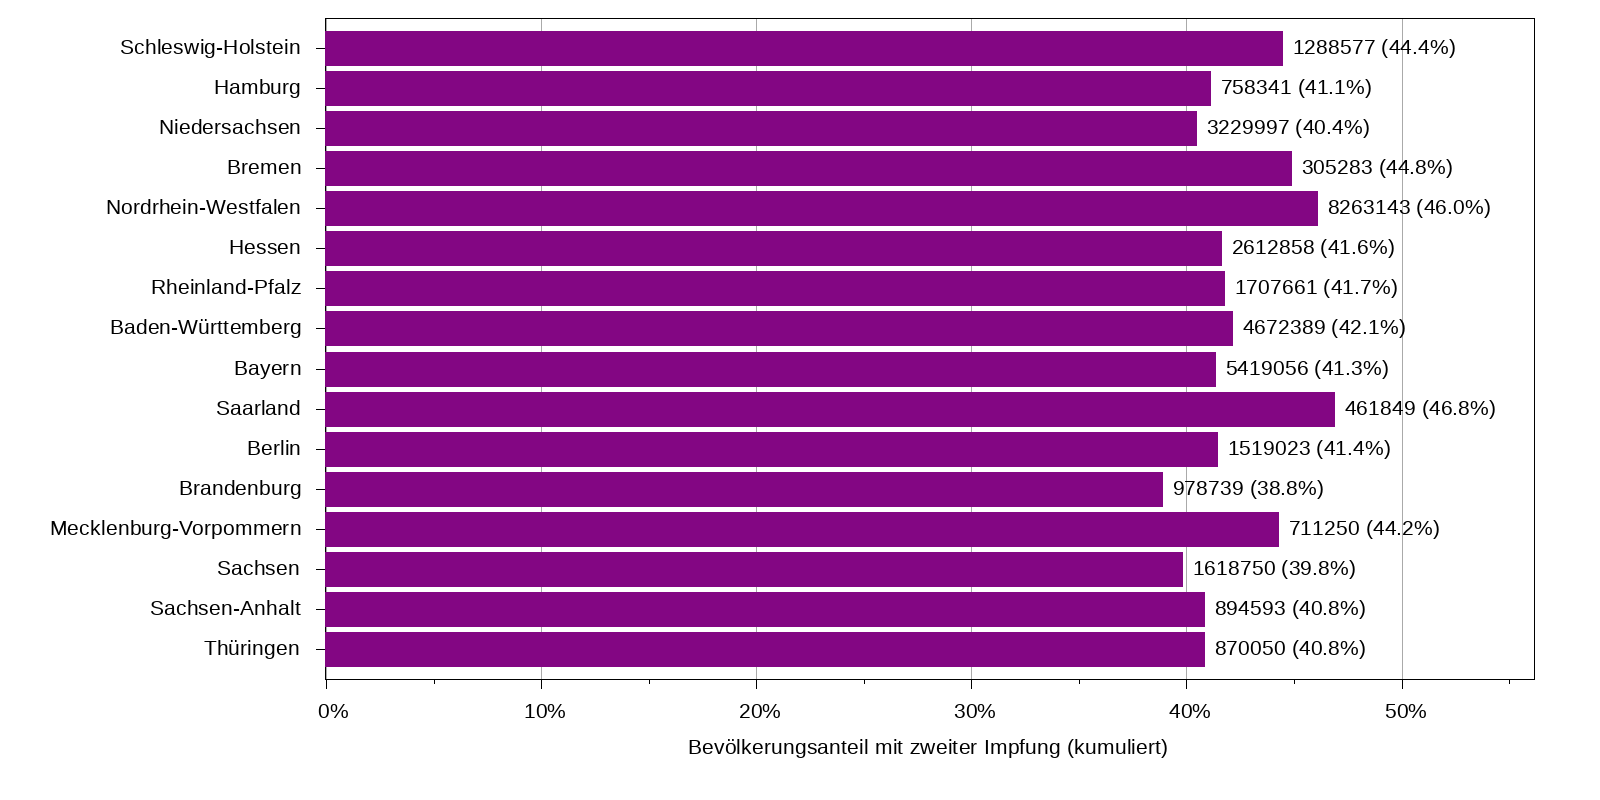 Schleswig-Holstein 1288577 (44.4%)
Hamburg 758341 (41.1%)
Niedersachsen 3229997 (40.4%)
Bremen 305283 (44.8%)
Nordrhein-Westfalen 8263143 (46.0%)
Hessen 2612858 (41.6%)
Rheinland-Pfalz 1707661 (41.7%)
Baden-Württemberg 4672389 (42.1%)
Bayern 5419056 (41.3%)
Saarland 461849 (46.8%)
Berlin 1519023 (41.4%)
Brandenburg 978739 (38.8%)
Mecklenburg-Vorpommern 711250 (44.2%)
Sachsen 1618750 (39.8%)
Sachsen-Anhalt 894593 (40.8%)
Thüringen 870050 (40.8%)
0% 10% 20% 30% 40% 50%
Bevölkerungsanteil mit zweiter Impfung (kumuliert)